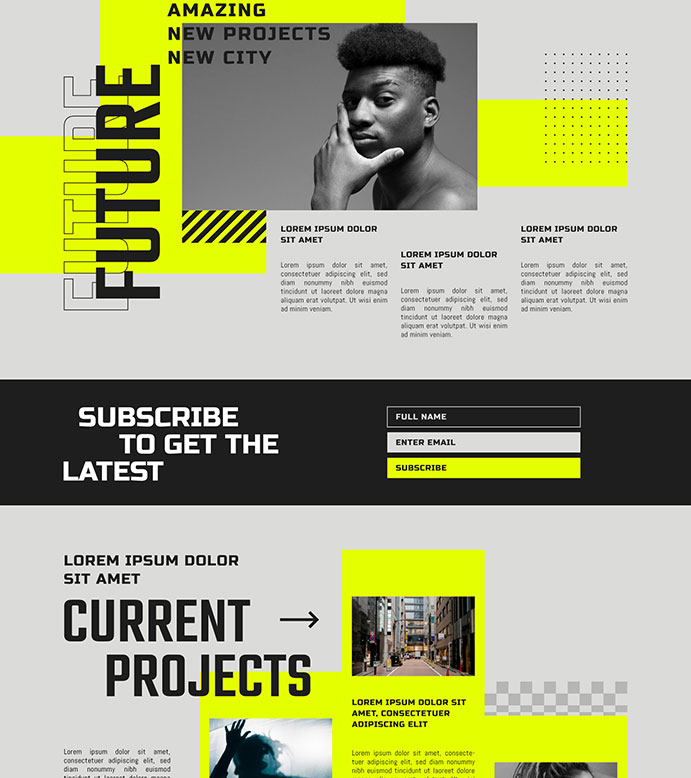 AMAZING
NEW PROJECTS
NEW CITY
FUTURE
FUTURE
LOREM IPSUM DOLOR
SIT AMET
Lorem ipsum dolor sit amet,
consectetuer adipiscing elit, sed
diam nonummy nibh euismod
tincidunt ut laoreet dolore magna
aliquam erat volutpat. Ut wisi enim
ad minim veniam.
LOREM IPSUM DOLOR
SIT AMET
Lorem ipsum dolor sit amet,
consectetuer adipiscing elit, sed
diam nonummy nibh euismod
tincidunt ut laoreet dolore magna
aliquam erat volutpat. Ut wisi enim
ad minim veniam.
LOREM IPSUM DOLOR
SIT AMET
Lorem ipsum dolor sit amet,
consectetuer adipiscing elit, sed
diam nonummy nibh euismod
tincidunt ut laoreet dolore magna
aliquam erat volutpat. Ut wisi enim
ad minim veniam.
SUBSCRIBE
TO GET THE
LATEST
FULL NAME
ENTER EMAIL
SUBSCRIBE
LOREM IPSUM DOLOR
SIT AMET
CURRENT
PROJECTS
LOREM IPSUM DOLOR SIT
AMET, CONSECTETUER
ADIPISCING ELIT
Lorem ipsum dolor sit amet,
consectetuer adipiscing elit, sed
diam nonummy nibh euismod
tincidunt ut laoreet dolore magna
Lorem ipsum dolor sit amet, consecte-
tuer adipiscing elit, sed diam nonummy
nibh euismod tincidunt ut laoreet dolore